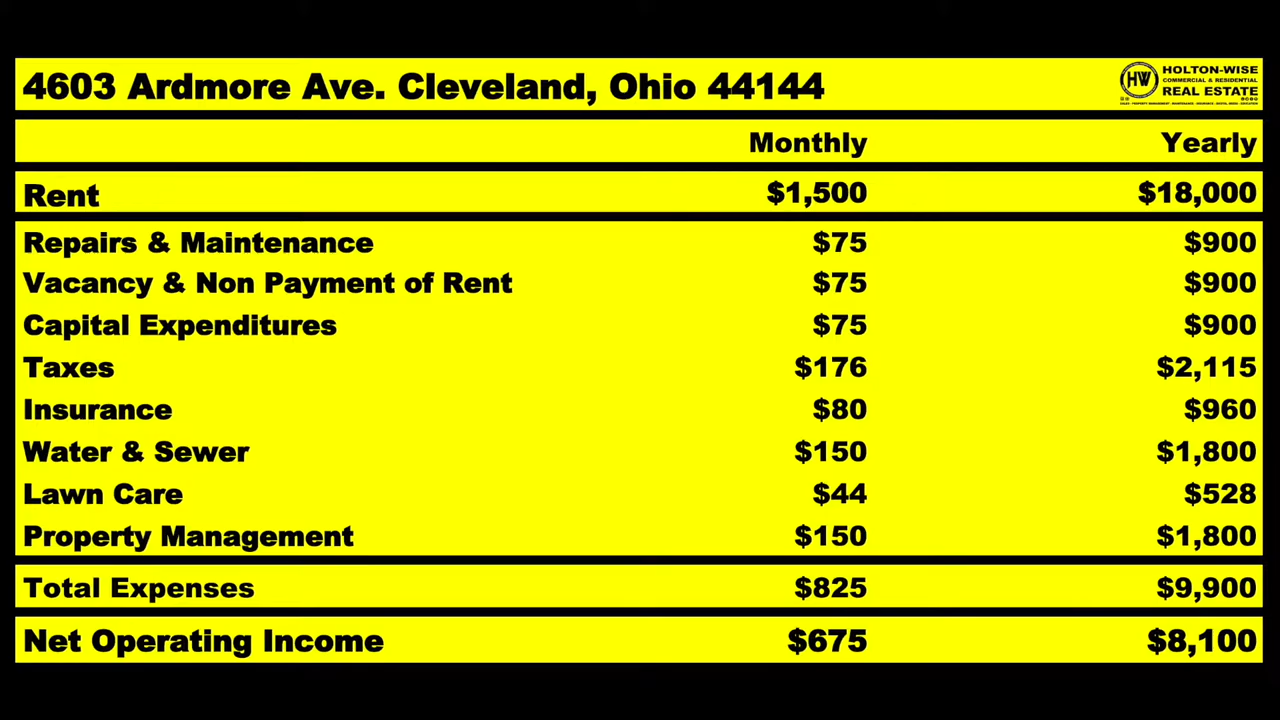 4603 Ardmore Ave. Cleveland, Ohio 44144
HW
HOLTON-WISE
COMMERCIAL & RESIDENTIAL
REAL ESTATE
Monthly Yearly
Rent $1,500 $18,000
Repairs & Maintenance $75 $900
Vacancy & Non Payment of Rent $75 $900
Capital Expenditures $75 $900
Taxes $176 $2,115
Insurance $80 $960
Water & Sewer $150 $1,800
Lawn Care $44 $528
Property Management $150 $1,800
Total Expenses $825 $9,900
Net Operating Income $675 $8,100